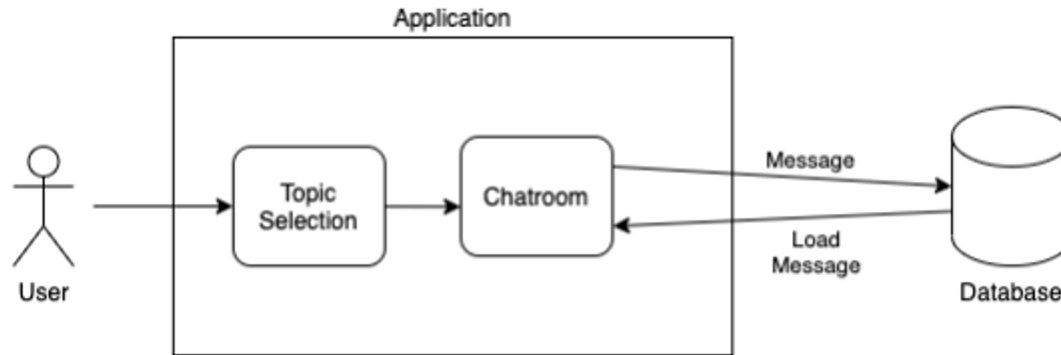 Application
Topic
Selection
Chatroom
Message
Load
Message
User
Database